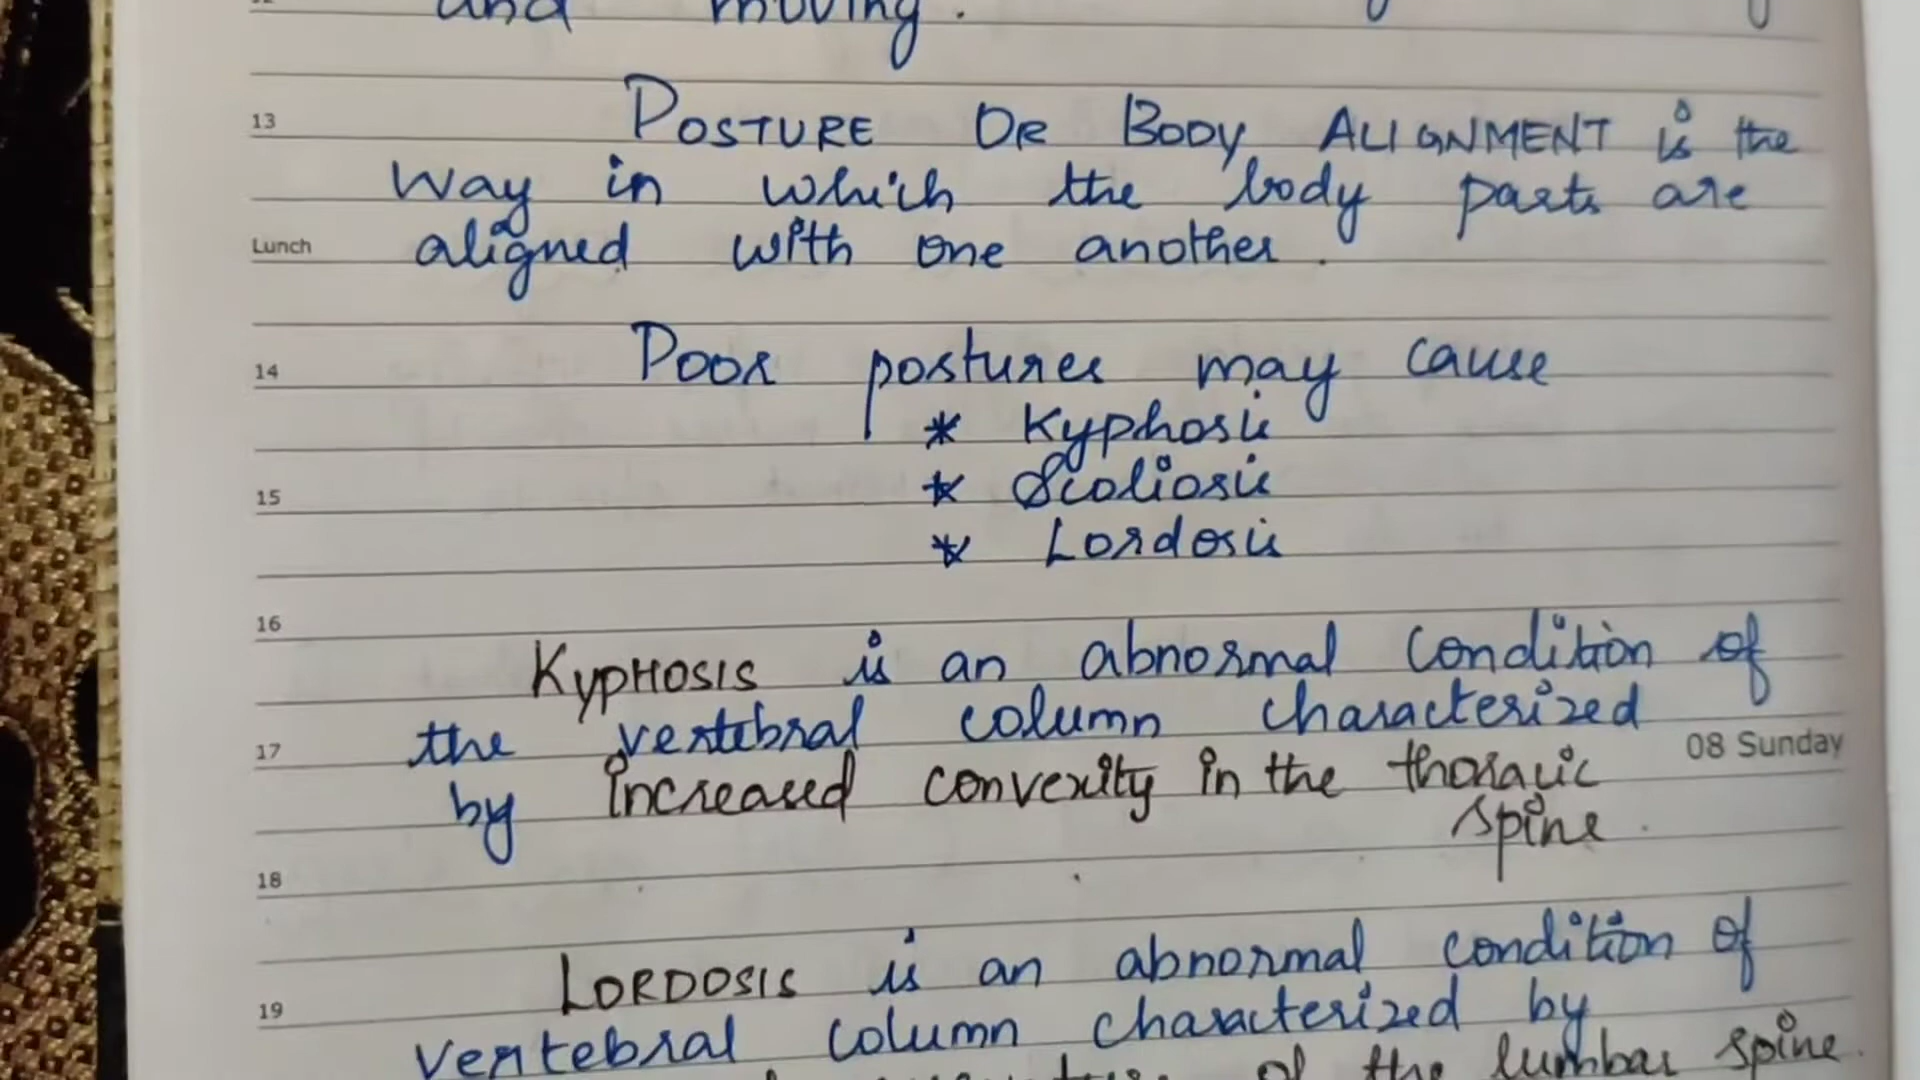 and moving.
13 POSTURE OR BODY ALIGNMENT is the
way in which the body parts are
Lunch aligned with one another.
14 Poor postures may cause
* Kyphosis
15 * Scoliosis
* Lordosis
16
KYPHOSIS is an abnormal condition of
17 the vertebral column characterized
08 Sunday
by increased convexity in the thoracic
spine.
18
LORDOSIS is an abnormal condition of
19 vertebral column characterized by
of the lumbar spine.